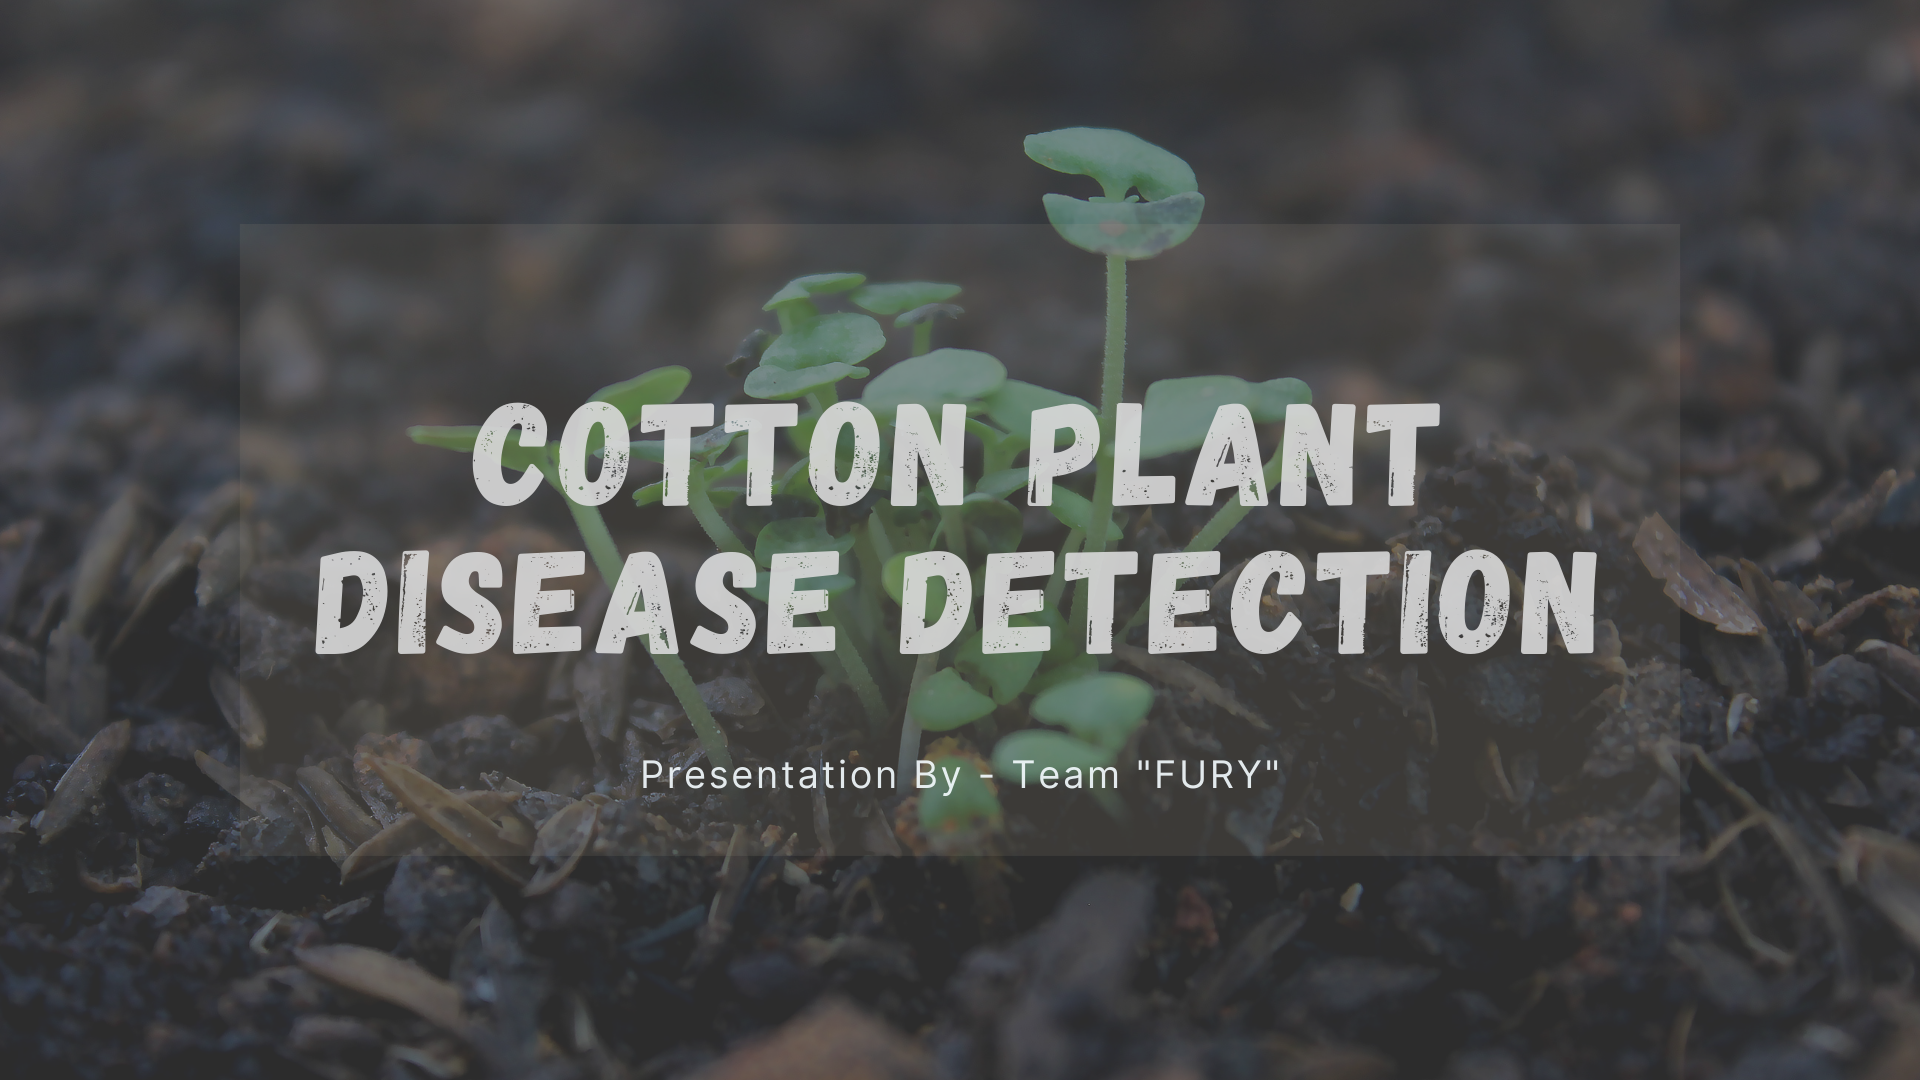 COTTON PLANT
DISEASE DETECTION
Presentation By - Team "FURY"